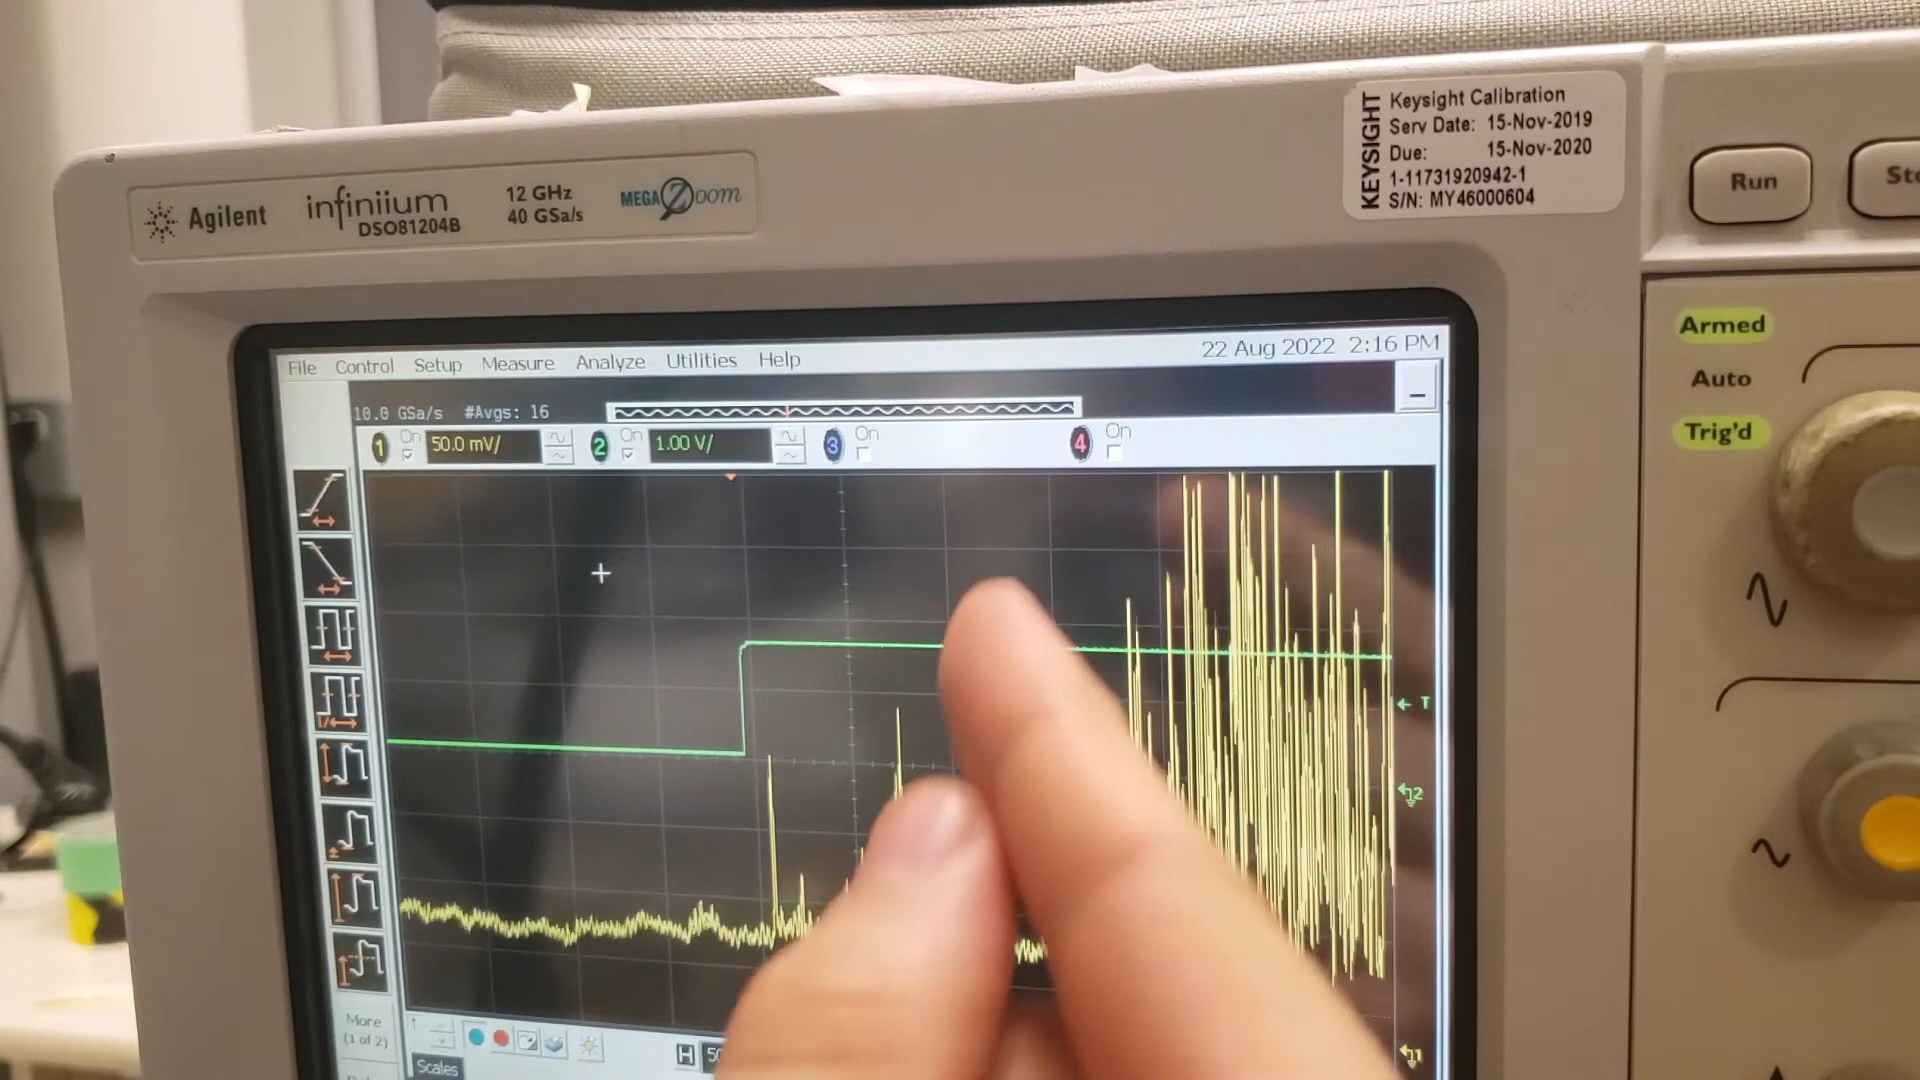 KEYSIGHT
Keysight Calibration
Serv Date: 15-Nov-2019
Due: 15-Nov-2020
1-11731920942-1
S/N: MY46000604
Agilent
infiniium
DSO81204B
12 GHz
40 GSa/s
MEGA Zoom
Run
Armed
Auto
Trig'd
File Control Setup Measure Analyze Utilities Help
22 Aug 2022 2:16 PM
10.0 GSa/s #Avgs: 16
1 On 50.0 mV/ 2 On 1.00 V/ 3 On 4 On
T
2
1
More
(1 of 2)
H
Scales